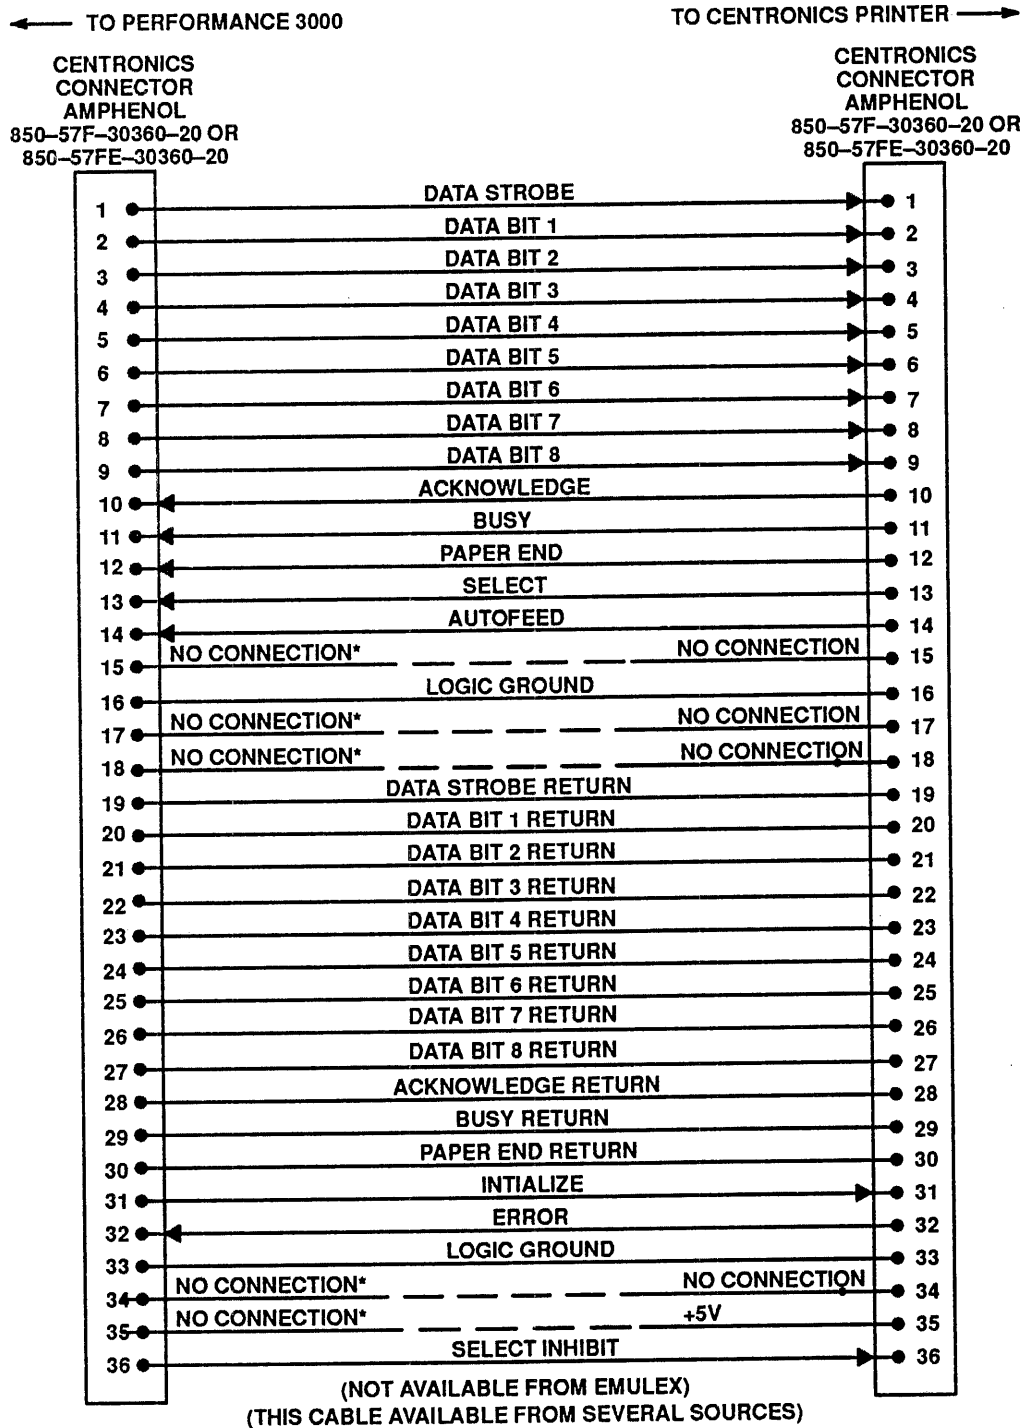 TO PERFORMANCE 3000 TO CENTRONICS PRINTER
CENTRONICS CONNECTOR AMPHENOL 850–57F–30360–20 OR 850–57FE–30360–20
CENTRONICS CONNECTOR AMPHENOL 850–57F–30360–20 OR 850–57FE–30360–20
1 DATA STROBE 1
2 DATA BIT 1 2
3 DATA BIT 2 3
4 DATA BIT 3 4
5 DATA BIT 4 5
6 DATA BIT 5 6
7 DATA BIT 6 7
8 DATA BIT 7 8
9 DATA BIT 8 9
10 ACKNOWLEDGE 10
11 BUSY 11
12 PAPER END 12
13 SELECT 13
14 AUTOFEED 14
15 NO CONNECTION* NO CONNECTION 15
16 LOGIC GROUND 16
17 NO CONNECTION* NO CONNECTION 17
18 NO CONNECTION* NO CONNECTION 18
19 DATA STROBE RETURN 19
20 DATA BIT 1 RETURN 20
21 DATA BIT 2 RETURN 21
22 DATA BIT 3 RETURN 22
23 DATA BIT 4 RETURN 23
24 DATA BIT 5 RETURN 24
25 DATA BIT 6 RETURN 25
26 DATA BIT 7 RETURN 26
27 DATA BIT 8 RETURN 27
28 ACKNOWLEDGE RETURN 28
29 BUSY RETURN 29
30 PAPER END RETURN 30
31 INTIALIZE 31
32 ERROR 32
33 LOGIC GROUND 33
34 NO CONNECTION* NO CONNECTION 34
35 NO CONNECTION* +5V 35
36 SELECT INHIBIT 36
(NOT AVAILABLE FROM EMULEX)
(THIS CABLE AVAILABLE FROM SEVERAL SOURCES)